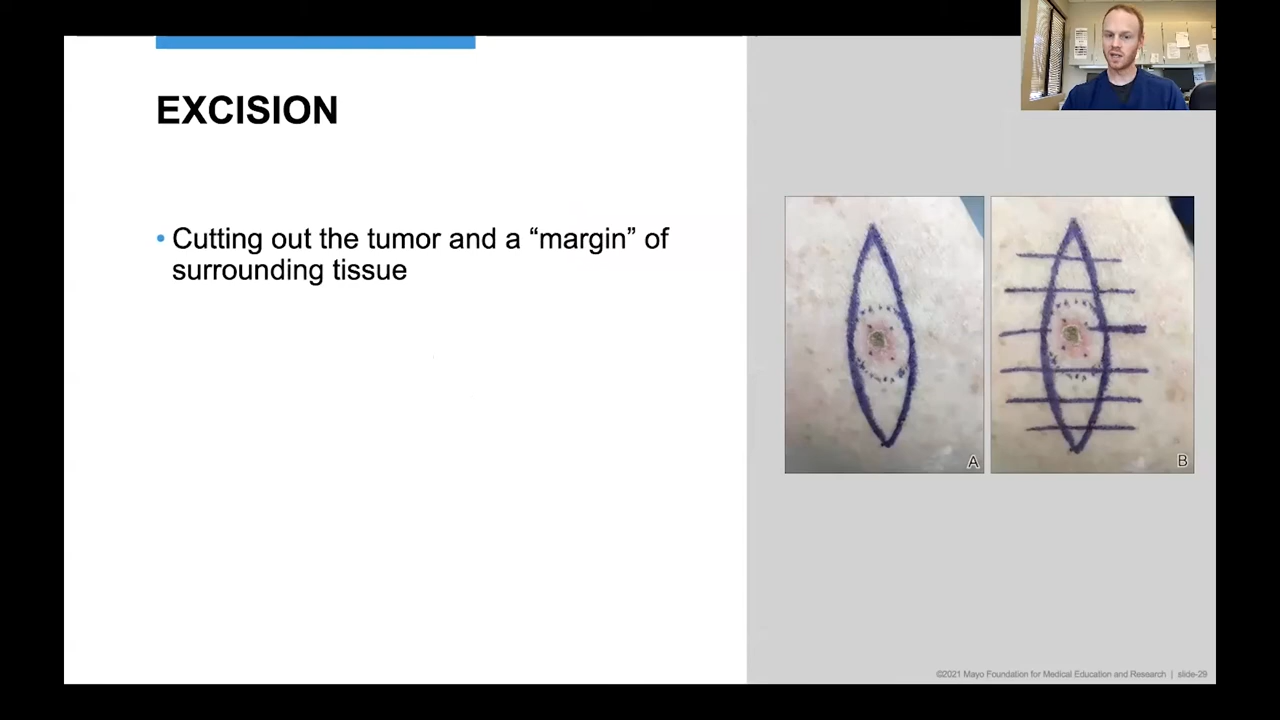 EXCISION
• Cutting out the tumor and a “margin” of
surrounding tissue
A
B
©2021 Mayo Foundation for Medical Education and Research | slide-29